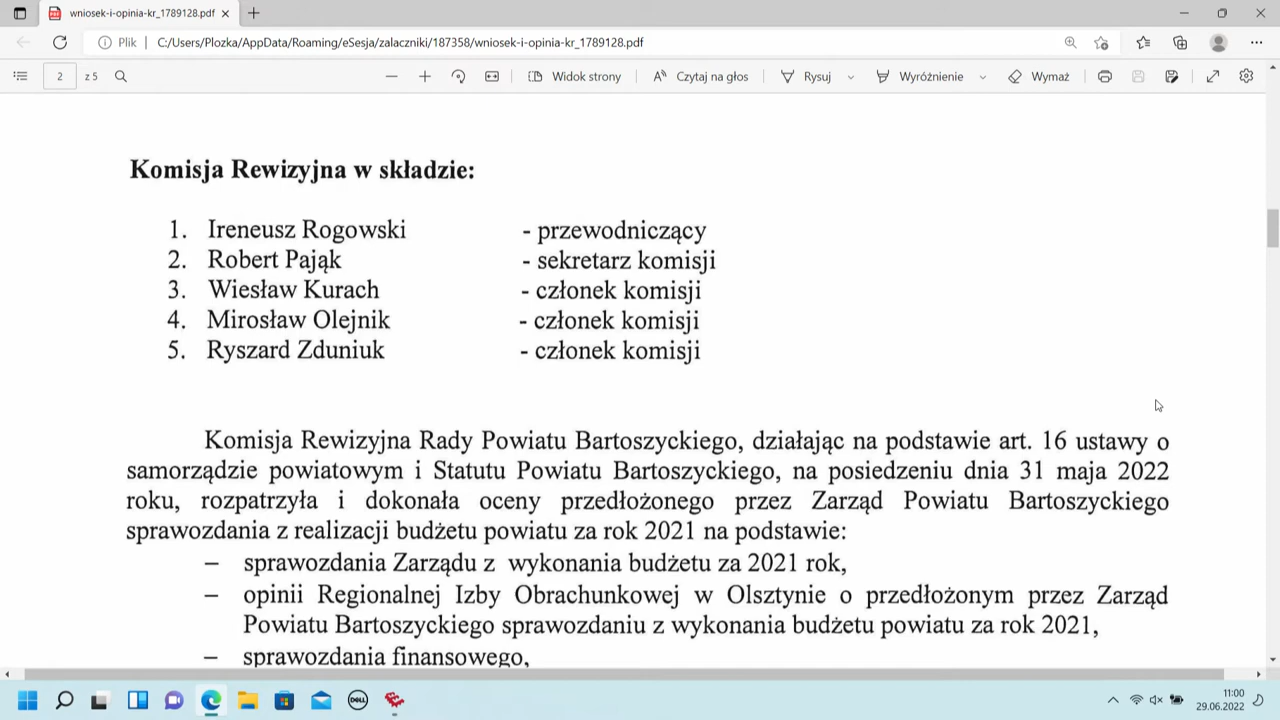 wniosek-i-opinia-kr_1789128.pdf
Plik | C:/Users/Plozka/AppData/Roaming/eSesja/zalaczniki/187358/wniosek-i-opinia-kr_1789128.pdf
2 z 5 Widok strony Czytaj na głos Rysuj Wyróżnienie Wymaż
Komisja Rewizyjna w składzie:
1. Ireneusz Rogowski - przewodniczący
2. Robert Pająk - sekretarz komisji
3. Wiesław Kurach - członek komisji
4. Mirosław Olejnik - członek komisji
5. Ryszard Zduniuk - członek komisji
Komisja Rewizyjna Rady Powiatu Bartoszyckiego, działając na podstawie art. 16 ustawy o
samorządzie powiatowym i Statutu Powiatu Bartoszyckiego, na posiedzeniu dnia 31 maja 2022
roku, rozpatrzyła i dokonała oceny przedłożonego przez Zarząd Powiatu Bartoszyckiego
sprawozdania z realizacji budżetu powiatu za rok 2021 na podstawie:
– sprawozdania Zarządu z wykonania budżetu za 2021 rok,
– opinii Regionalnej Izby Obrachunkowej w Olsztynie o przedłożonym przez Zarząd
Powiatu Bartoszyckiego sprawozdaniu z wykonania budżetu powiatu za rok 2021,
– sprawozdania finansowego,
DELL
11:00
29.06.2022